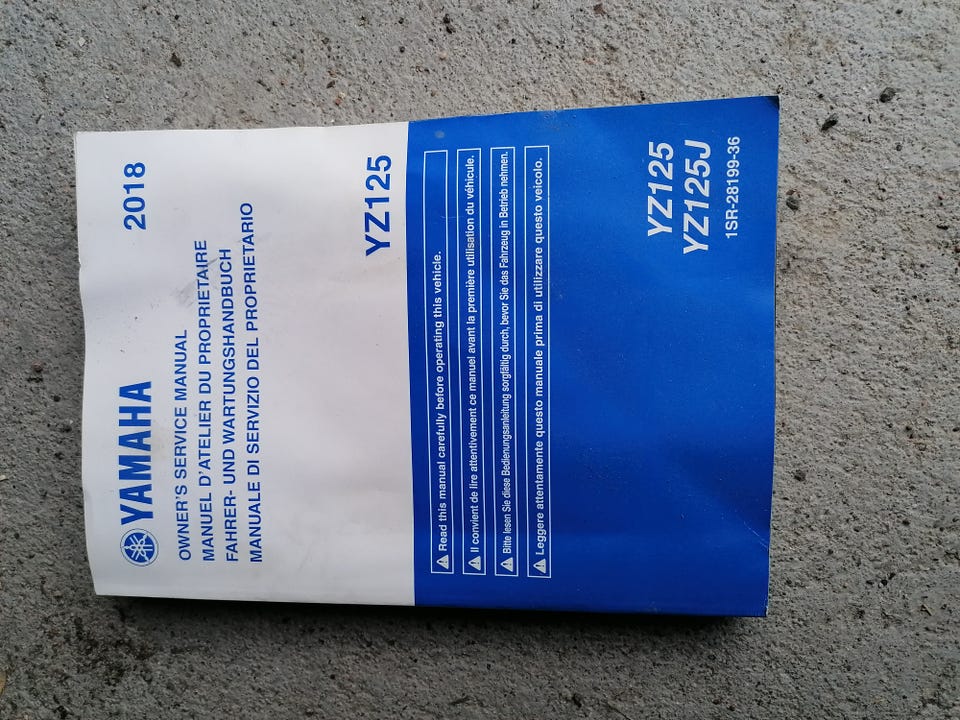 YAMAHA
2018
OWNER'S SERVICE MANUAL
MANUEL D'ATELIER DU PROPRIETAIRE
FAHRER- UND WARTUNGSHANDBUCH
MANUALE DI SERVIZIO DEL PROPRIETARIO
YZ125
Read this manual carefully before operating this vehicle.
Il convient de lire attentivement ce manuel avant la première utilisation du véhicule.
Bitte lesen Sie diese Bedienungsanleitung sorgfältig durch, bevor Sie das Fahrzeug in Betrieb nehmen.
Leggere attentamente questo manuale prima di utilizzare questo veicolo.
YZ125
YZ125J
1SR-28199-36